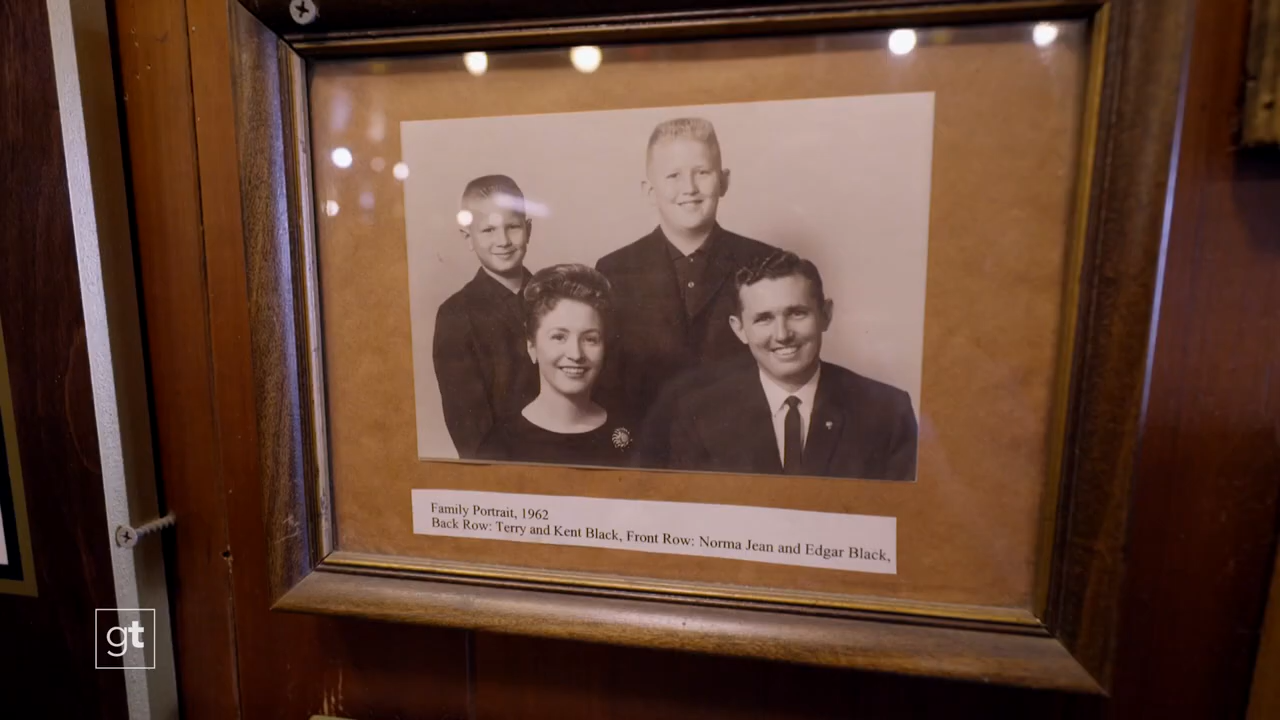 Family Portrait, 1962
Back Row: Terry and Kent Black, Front Row: Norma Jean and Edgar Black,
gt